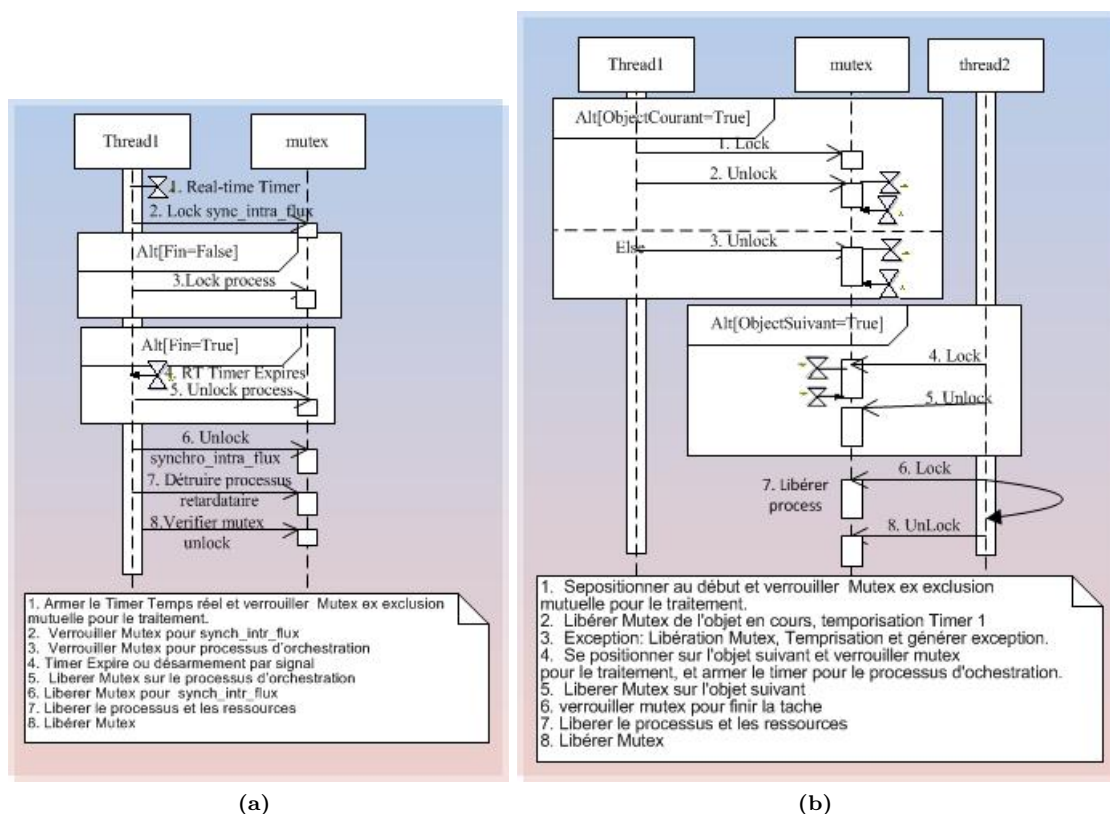 Thread1
mutex
1. Real-time Timer
2. Lock sync_intra_flux
Alt[Fin=False]
3.Lock process
Alt[Fin=True]
4. RT Timer Expires
5. Unlock process
6. Unlock
synchro_intra_flux
7. Détruire processus
retardataire
8.Verifier mutex
unlock
1. Armer le Timer Temps réel et verrouiller Mutex ex exclusion
mutuelle pour le traitement.
2. Verrouiller Mutex pour synch_intr_flux
3. Verrouiller Mutex pour processus d'orchestration
4. Timer Expire ou désarmement par signal
5. Liberer Mutex sur le processus d'orchestration
6. Liberer Mutex pour synch_intr_flux
7. Liberer le processus et les ressources
8. Libérer Mutex
(a)
Thread1
mutex
thread2
Alt[ObjectCourant=True]
1. Lock
2. Unlock
Else
3. Unlock
Alt[ObjectSuivant=True]
4. Lock
5. Unlock
6. Lock
7. Libérer
process
8. UnLock
1. Sepositionner au début et verrouiller Mutex ex exclusion
mutuelle pour le traitement.
2. Libérer Mutex de l'objet en cours, temporisation Timer 1
3. Exception: Libération Mutex, Temprisation et générer exception.
4. Se positionner sur l'objet suivant et verrouiller mutex
pour le traitement, et armer le timer pour le processus d'ochestration.
5. Liberer Mutex sur l'objet suivant
6. verrouiller mutex pour finir la tache
7. Liberer le processus et les ressources
8. Libérer Mutex
(b)